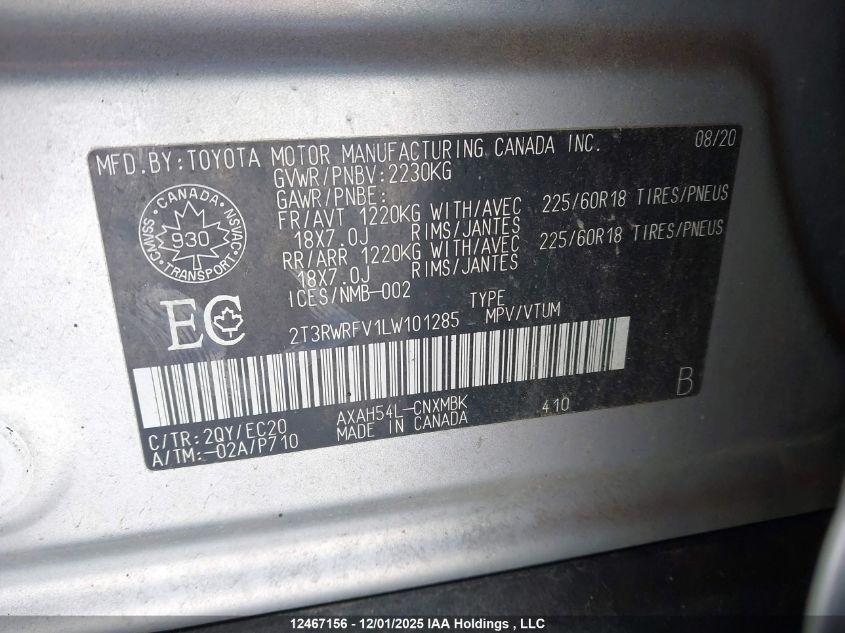 MFD.BY:TOYOTA MOTOR MANUFACTURING CANADA INC. 08/20
GVWR/PNBV:2230KG
GAWR/PNBE:
FR/AVT 1220KG WITH/AVEC 225/60R18 TIRES/PNEUS
18X7.0J RIMS/JANTES
RR/ARR 1220KG WITH/AVEC 225/60R18 TIRES/PNEUS
18X7.0J RIMS/JANTES
ICES/NMB-002 TYPE
2T3RWRFV1LW101285 MPV/VTUM
CANADA
CMVSS 930 NSVAC
TRANSPORT
EC
B
C/TR:2QY/EC20 AXAH54L-CNXMBK 410
A/TM:-02A/P710 MADE IN CANADA
12467156 - 12/01/2025 IAA Holdings , LLC